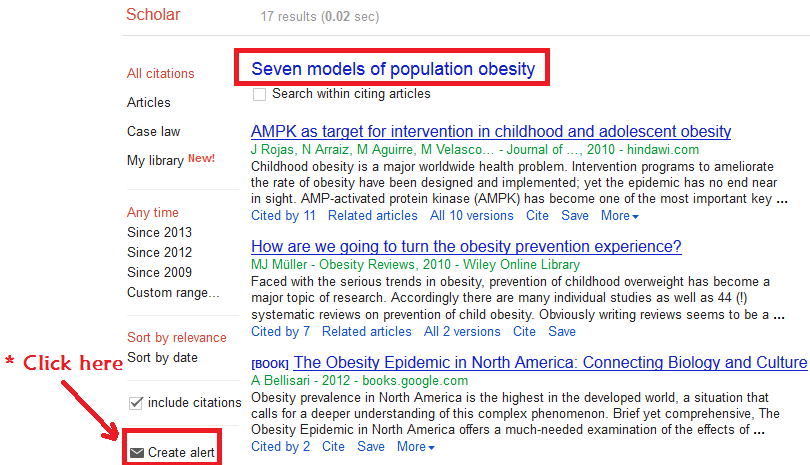 Scholar
17 results (0.02 sec)
All citations
Articles
Case law
My library New!
Any time
Since 2013
Since 2012
Since 2009
Custom range...
Sort by relevance
Sort by date
* Click here
include citations
Create alert
Seven models of population obesity
Search within citing articles
AMPK as target for intervention in childhood and adolescent obesity
J Rojas, N Arraiz, M Aguirre, M Velasco… - Journal of …, 2010 - hindawi.com
Childhood obesity is a major worldwide health problem. Intervention programs to ameliorate
the rate of obesity have been designed and implemented; yet the epidemic has no end near
in sight. AMP-activated protein kinase (AMPK) has become one of the most important key ...
Cited by 11 Related articles All 10 versions Cite Save More
How are we going to turn the obesity prevention experience?
MJ Müller - Obesity Reviews, 2010 - Wiley Online Library
Faced with the serious trends in obesity, prevention of childhood overweight has become a
major topic of research. Accordingly there are many individual studies as well as 44 (!)
systematic reviews on prevention of child obesity. Obviously writing reviews seems to be a ...
Cited by 7 Related articles All 2 versions Cite Save
[BOOK] The Obesity Epidemic in North America: Connecting Biology and Culture
A Bellisari - 2012 - books.google.com
Obesity prevalence in North America is the highest in the developed world, a situation that
calls for a deeper understanding of this complex phenomenon. Brief yet comprehensive, The
Obesity Epidemic in North America offers a much-needed examination of the effects of ...
Cited by 2 Cite Save More